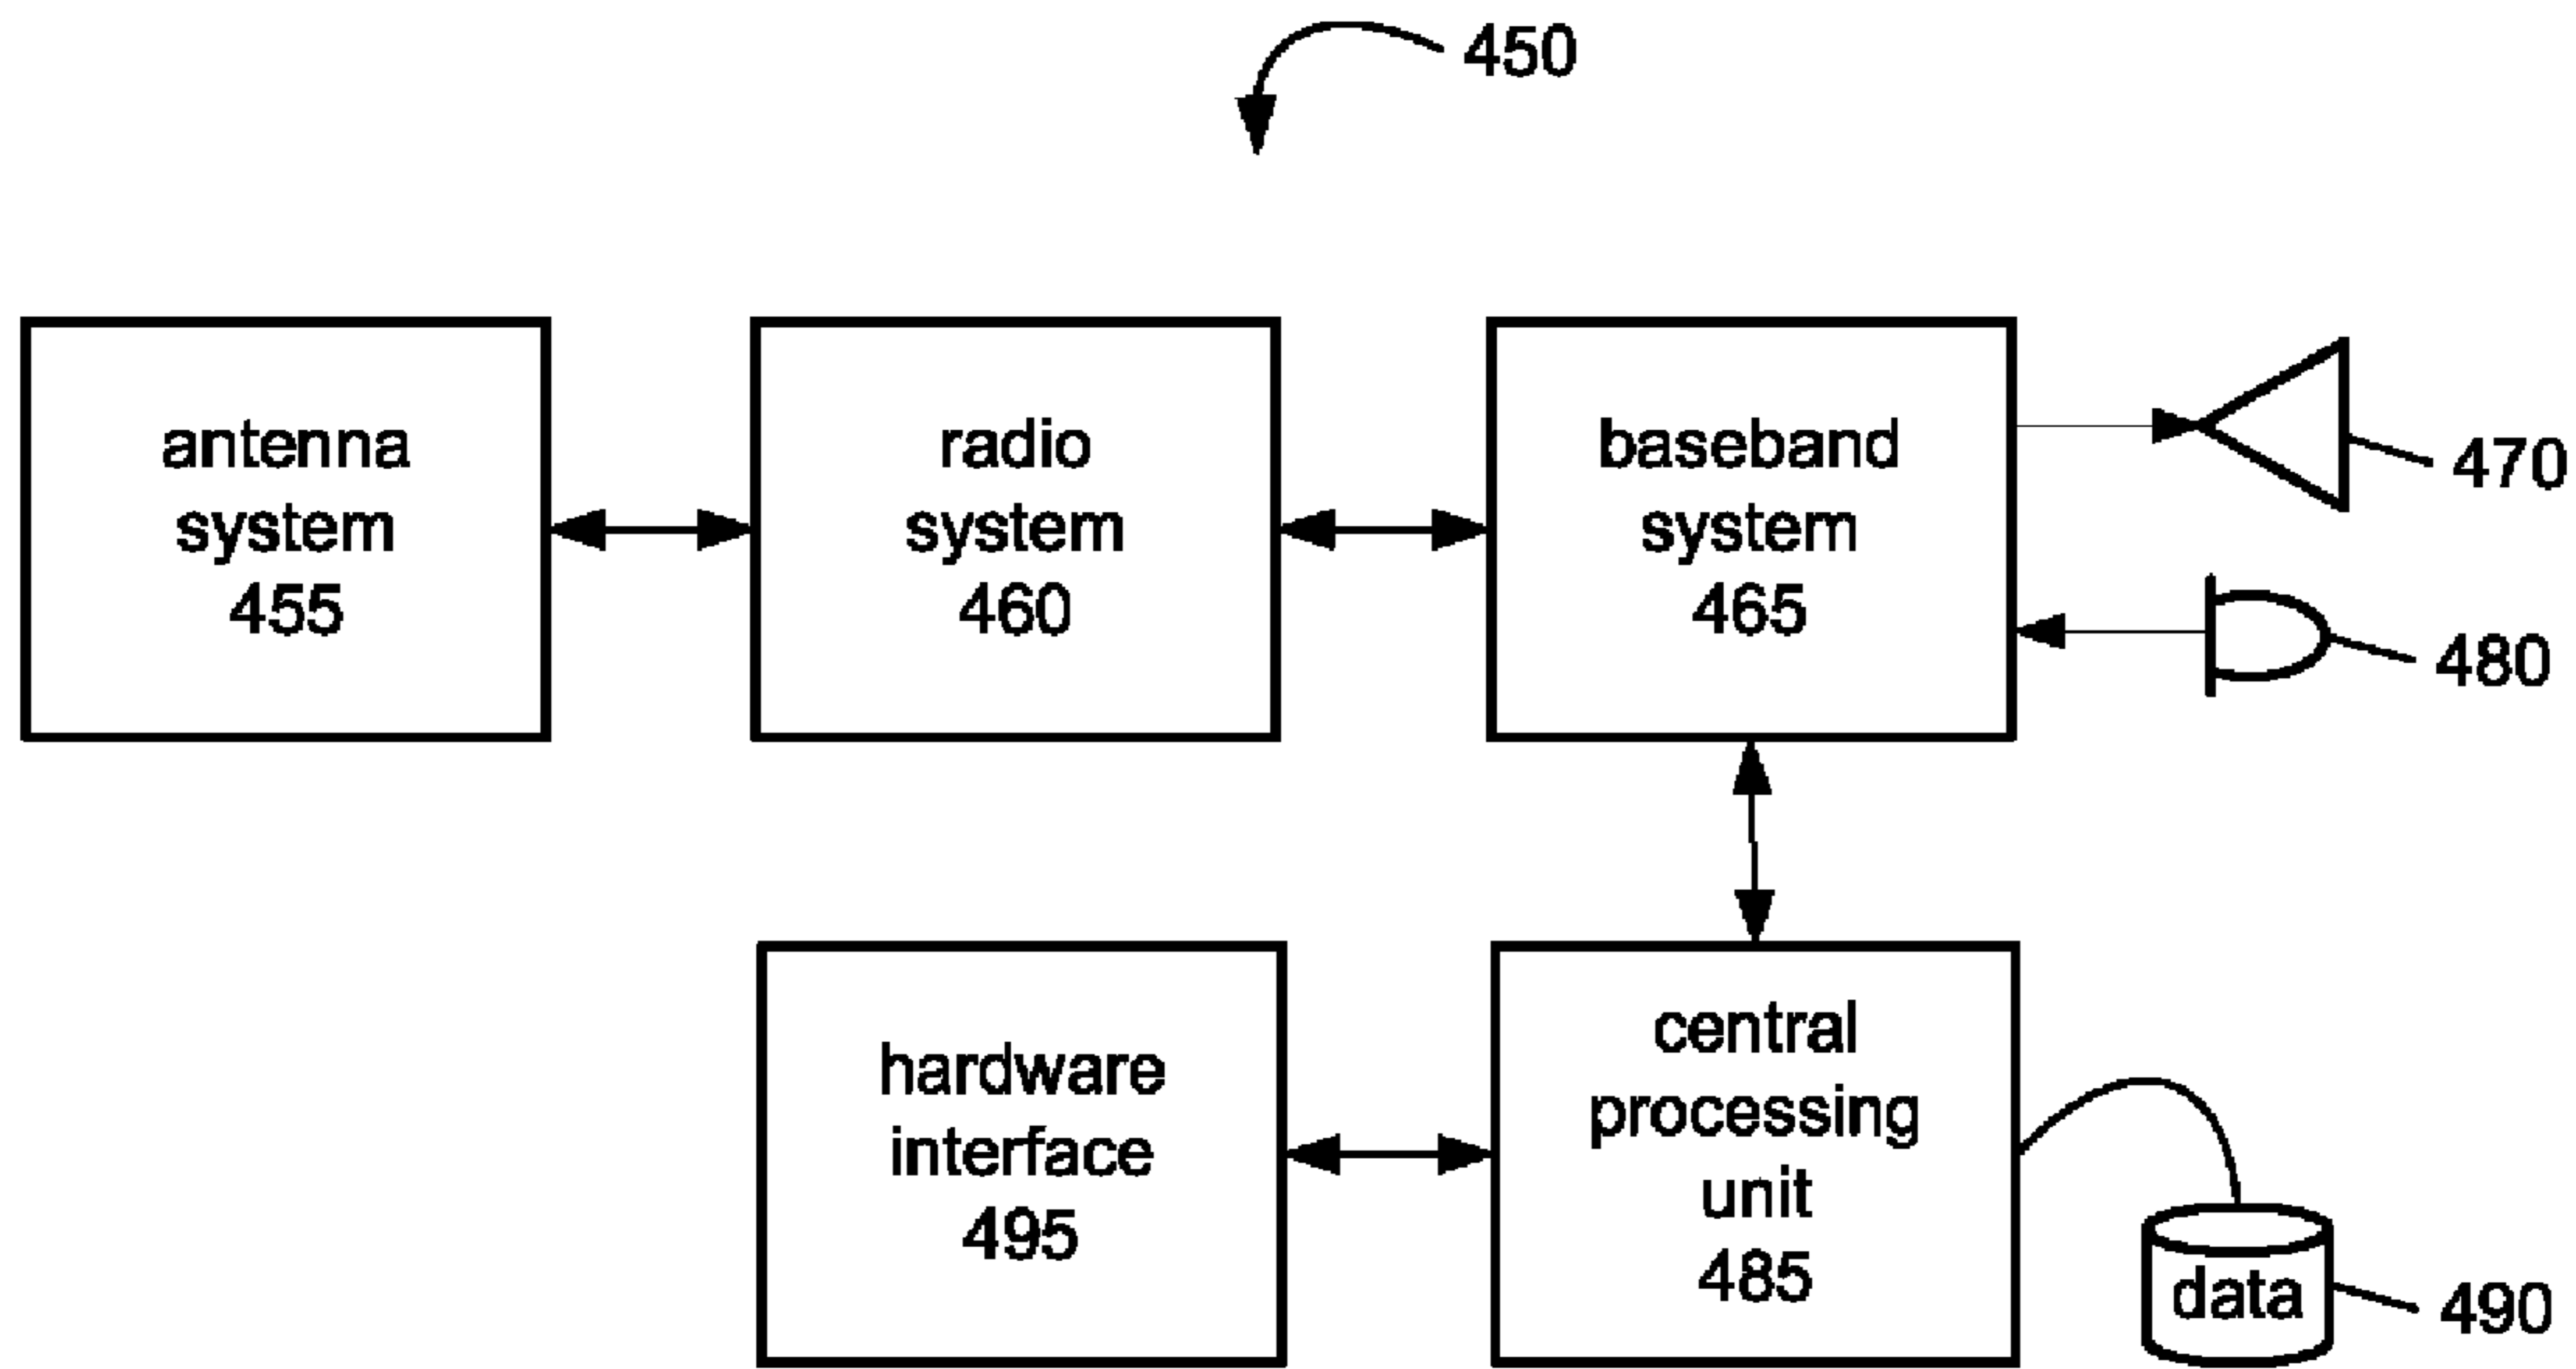 450
antenna
system
455
radio
system
460
baseband
system
465
470
480
hardware
interface
495
central
processing
unit
485
data
490